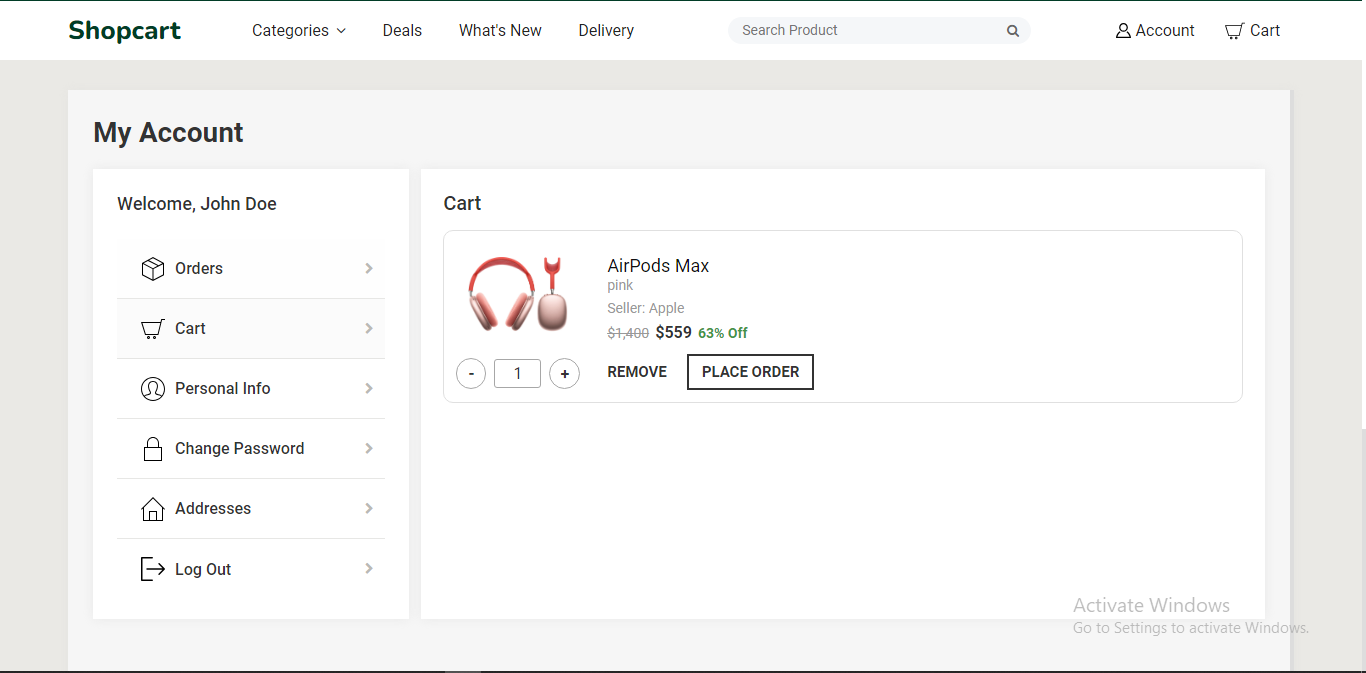 Shopcart Categories Deals What's New Delivery Search Product Account Cart
My Account
Welcome, John Doe
Orders
Cart
Personal Info
Change Password
Addresses
Log Out
Cart
AirPods Max
pink
Seller: Apple
$1,400 $559 63% Off
- 1 + REMOVE PLACE ORDER
Activate Windows
Go to Settings to activate Windows.